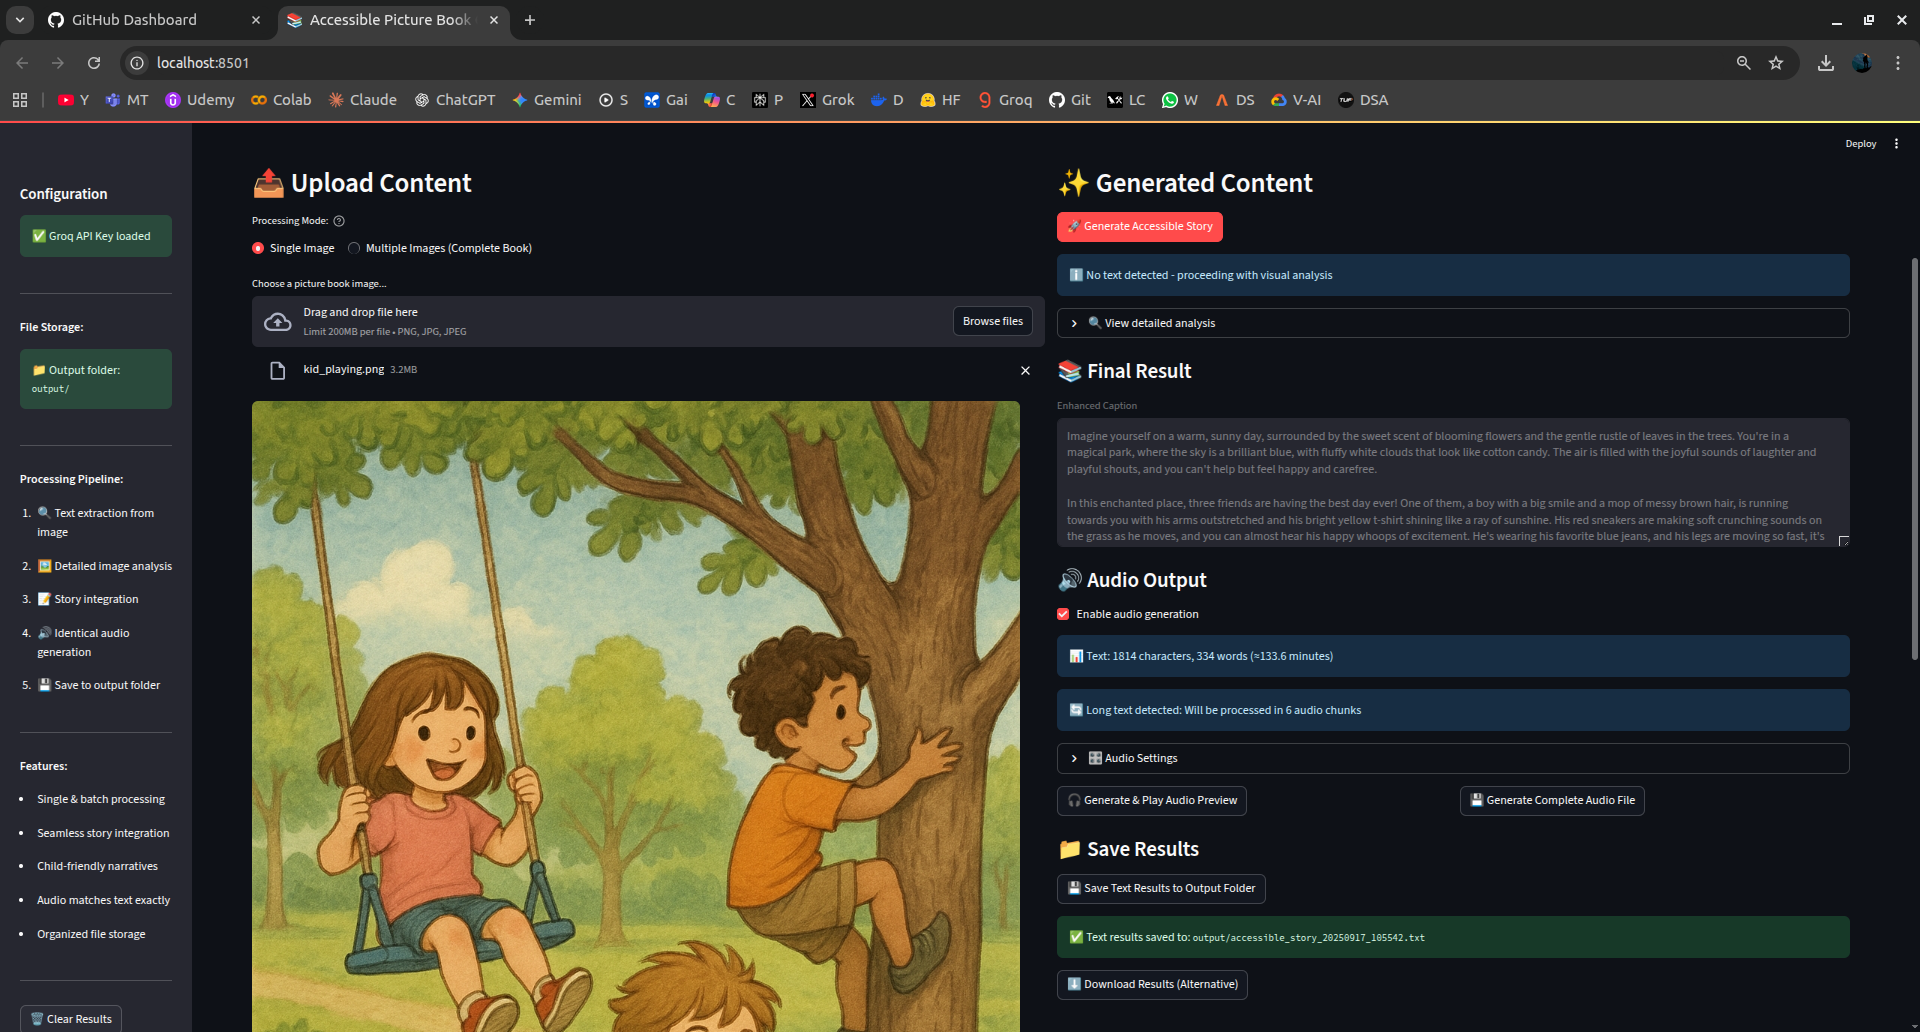 GitHub Dashboard
Accessible Picture Book
localhost:8501
Y
MT
Udemy
Colab
Claude
ChatGPT
Gemini
S
Gai
C
P
Grok
D
HF
Groq
Git
LC
W
DS
V-AI
DSA
Deploy
Configuration
✅ Groq API Key loaded
File Storage:
📁 Output folder:
output/
Processing Pipeline:
1. 🔍 Text extraction from
image
2. 🖼️ Detailed image analysis
3. 📝 Story integration
4. 🔊 Identical audio
generation
5. 💾 Save to output folder
Features:
• Single & batch processing
• Seamless story integration
• Child-friendly narratives
• Audio matches text exactly
• Organized file storage
🗑️ Clear Results
📤 Upload Content
Processing Mode:
Single Image
Multiple Images (Complete Book)
Choose a picture book image...
Drag and drop file here
Limit 200MB per file • PNG, JPG, JPEG
Browse files
kid_playing.png 3.2MB
✨ Generated Content
🚀 Generate Accessible Story
ℹ️ No text detected - proceeding with visual analysis
🔍 View detailed analysis
📚 Final Result
Enhanced Caption
Imagine yourself on a warm, sunny day, surrounded by the sweet scent of blooming flowers and the gentle rustle of leaves in the trees. You're in a
magical park, where the sky is a brilliant blue, with fluffy white clouds that look like cotton candy. The air is filled with the joyful sounds of laughter and
playful shouts, and you can't help but feel happy and carefree.
In this enchanted place, three friends are having the best day ever! One of them, a boy with a big smile and a mop of messy brown hair, is running
towards you with his arms outstretched and his bright yellow t-shirt shining like a ray of sunshine. His red sneakers are making soft crunching sounds on
the grass as he moves, and you can almost hear his happy whoops of excitement. He's wearing his favorite blue jeans, and his legs are moving so fast, it's
🔊 Audio Output
Enable audio generation
📊 Text: 1814 characters, 334 words (≈133.6 minutes)
🔄 Long text detected: Will be processed in 6 audio chunks
🎛️ Audio Settings
🎧 Generate & Play Audio Preview
💾 Generate Complete Audio File
📁 Save Results
💾 Save Text Results to Output Folder
✅ Text results saved to: output/accessible_story_20250917_105542.txt
⬇️ Download Results (Alternative)